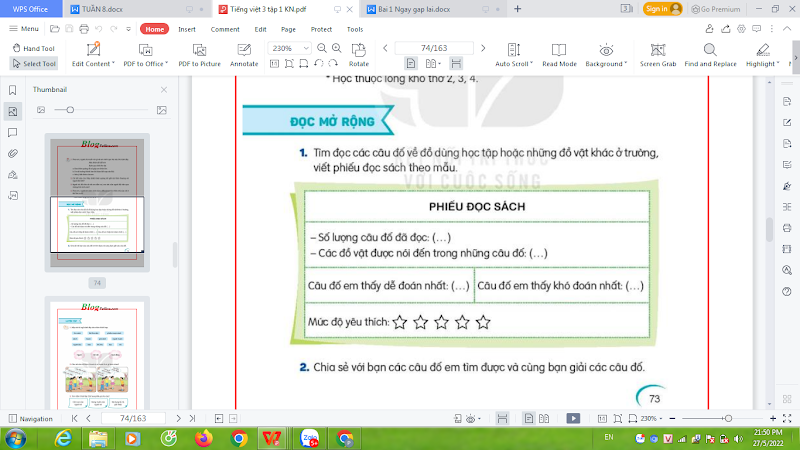 WPS Office
TUẦN 8.docx
Tiếng việt 3 tập 1 KN.pdf
Bai 1 Ngay gap lai.docx
Sign in
Go Premium
Menu
Home
Insert
Comment
Edit
Page
Protect
Tools
Hand Tool
Select Tool
Edit Content
PDF to Office
PDF to Picture
Annotate
230%
74/163
Rotate
Auto Scroll
Read Mode
Background
Screen Grab
Find and Replace
Highlight
Thumbnail
74
* Học thuộc lòng khổ thơ 2, 3, 4.
ĐỌC MỞ RỘNG
1. Tìm đọc các câu đố về đồ dùng học tập hoặc những đồ vật khác ở trường,
viết phiếu đọc sách theo mẫu.
VỚI CUỘC SỐNG
PHIẾU ĐỌC SÁCH
– Số lượng câu đố đã đọc: (...)
– Các đồ vật được nói đến trong những câu đố: (...)
Câu đố em thấy dễ đoán nhất: (...)
Câu đố em thấy khó đoán nhất: (...)
Mức độ yêu thích:
2. Chia sẻ với bạn các câu đố em tìm được và cùng bạn giải các câu đố.
73
Navigation
74/163
230%
EN
21:50 PM
27/5/2022